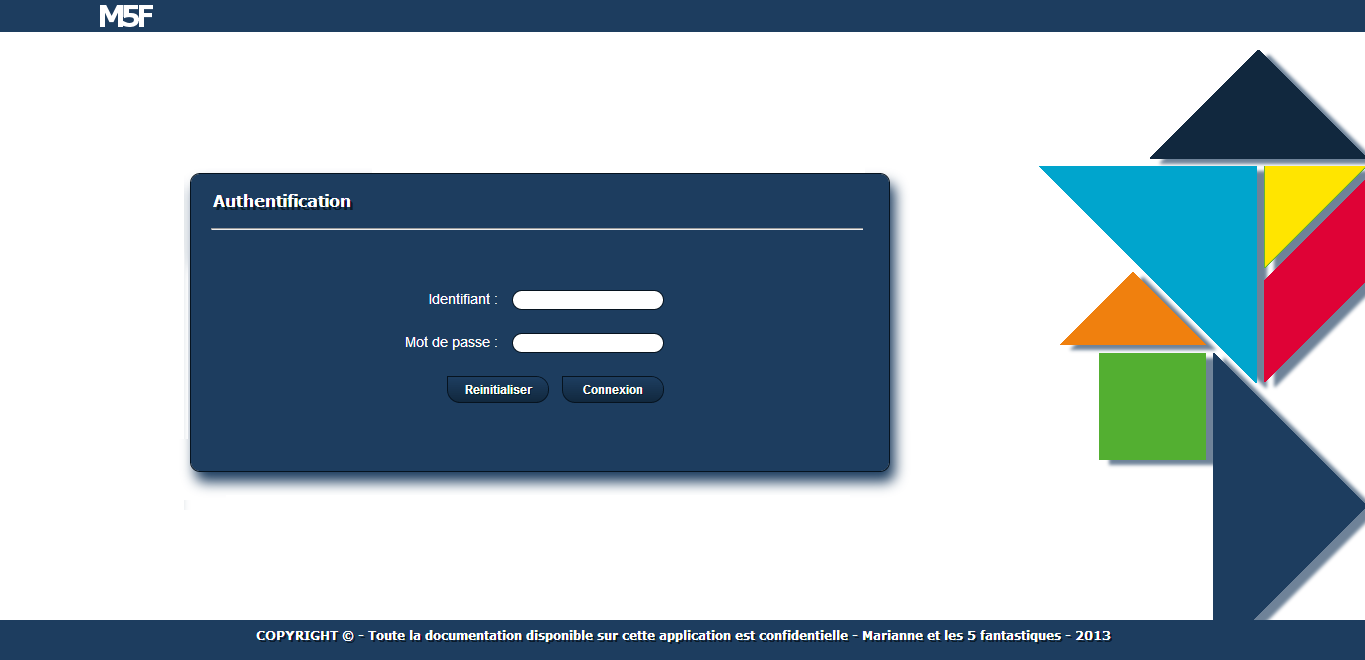 M5F
Authentification
Identifiant :
Mot de passe :
Reinitialiser Connexion
COPYRIGHT © - Toute la documentation disponible sur cette application est confidentielle - Marianne et les 5 fantastiques - 2013